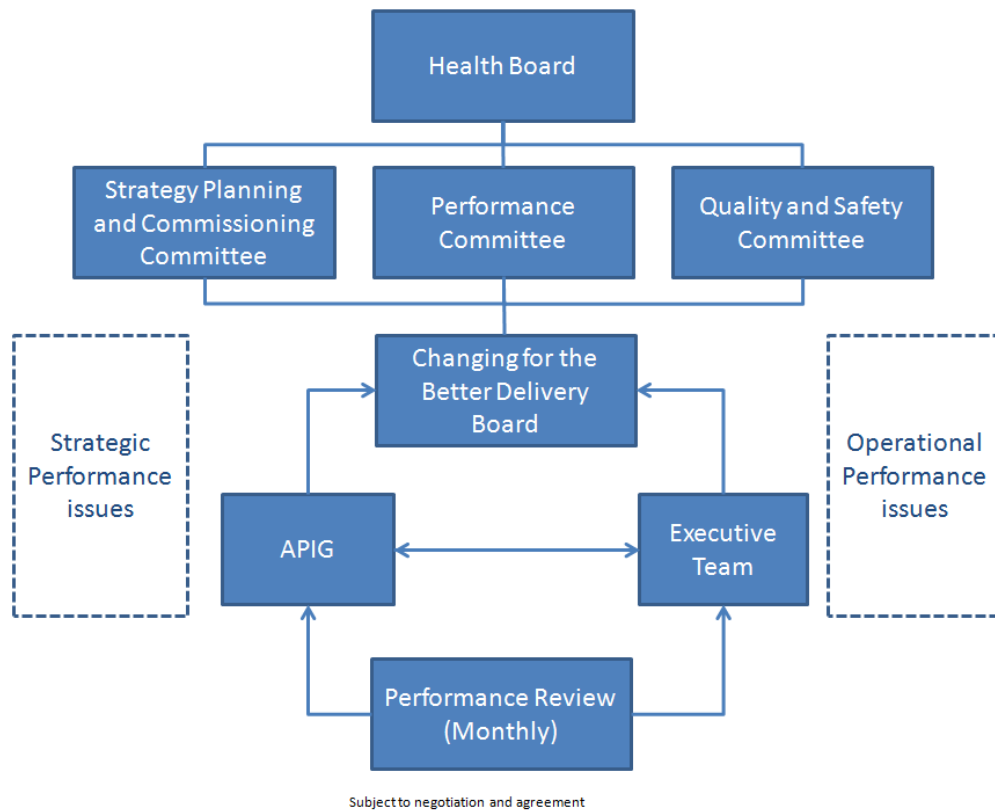 Health Board
Strategy Planning
and Commissioning
Committee
Performance
Committee
Quality and Safety
Committee
Changing for the
Better Delivery
Board
Strategic
Performance
issues
Operational
Performance
issues
APIG
Executive
Team
Performance Review
(Monthly)
Subject to negotiation and agreement